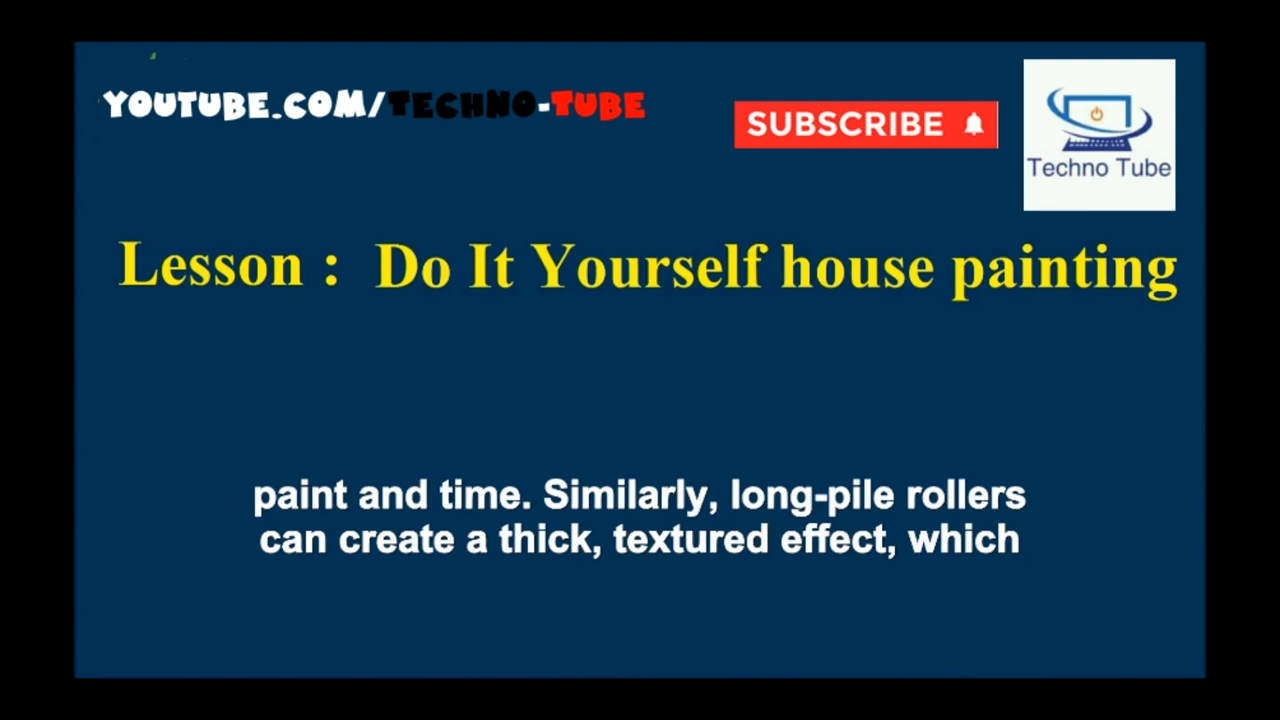 YOUTUBE.COM/TECHNO-TUBE
SUBSCRIBE
Techno Tube
Lesson : Do It Yourself house painting
paint and time. Similarly, long-pile rollers
can create a thick, textured effect, which